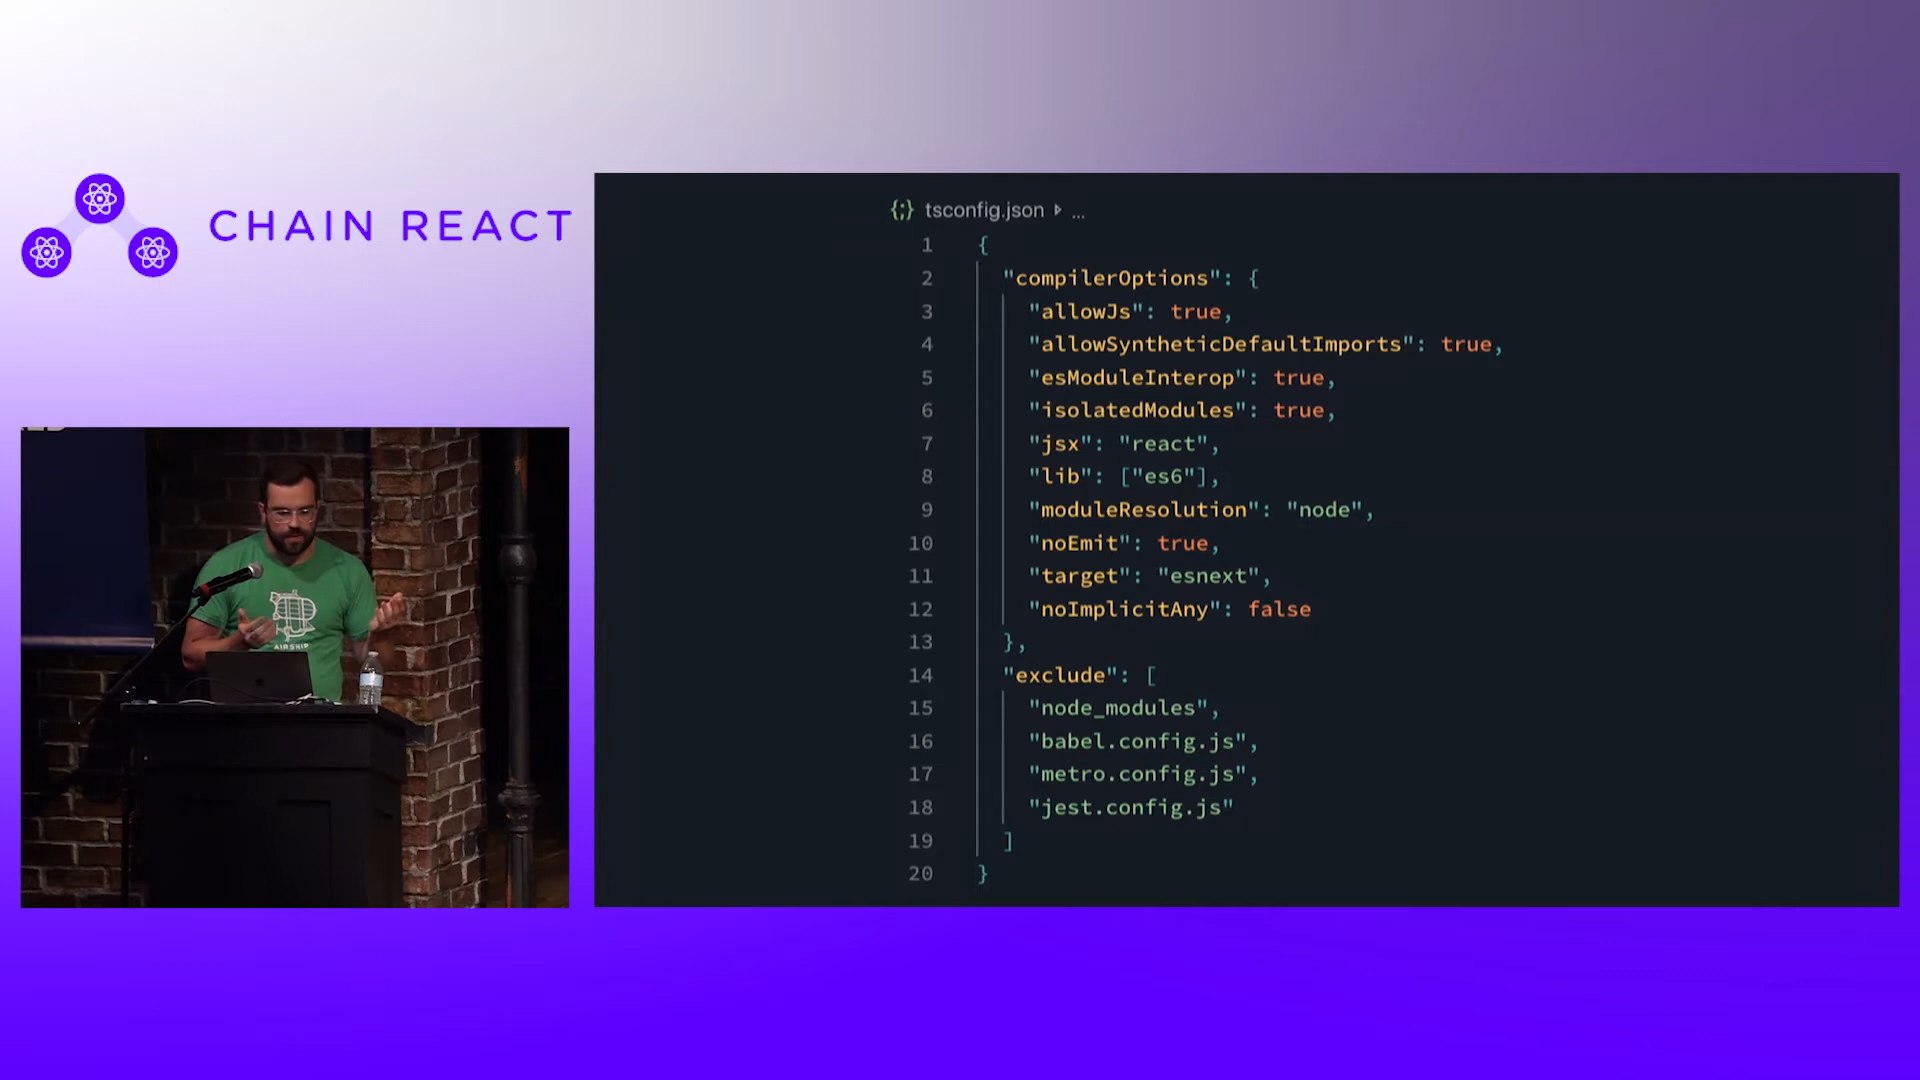 CHAIN REACT
{;} tsconfig.json ▸ ...
1 {
2 "compilerOptions": {
3 "allowJs": true,
4 "allowSyntheticDefaultImports": true,
5 "esModuleInterop": true,
6 "isolatedModules": true,
7 "jsx": "react",
8 "lib": ["es6"],
9 "moduleResolution": "node",
10 "noEmit": true,
11 "target": "esnext",
12 "noImplicitAny": false
13 },
14 "exclude": [
15 "node_modules",
16 "babel.config.js",
17 "metro.config.js",
18 "jest.config.js"
19 ]
20 }
AIRSHIP